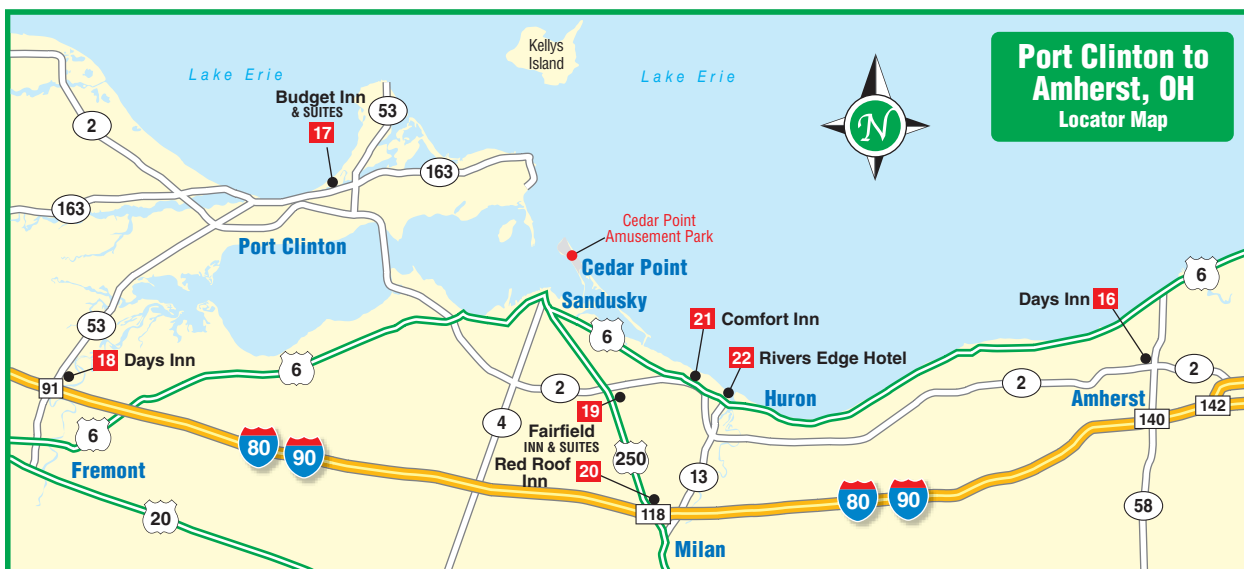 Kellys
Island
Port Clinton to
Amherst, OH
Locator Map
Lake Erie
Lake Erie
Budget Inn
& SUITES
17
53
2
N
163
163
Cedar Point
Amusement Park
Port Clinton
Cedar Point
6
Sandusky
Days Inn 16
53
21 Comfort Inn
6
18 Days Inn
22 Rivers Edge Hotel
6
91
2
2
2
19
Huron
Amherst
142
140
4
Fairfield
INN & SUITES
6
80
90
250
Red Roof
Inn
20
Fremont
13
80
90
58
20
118
Milan